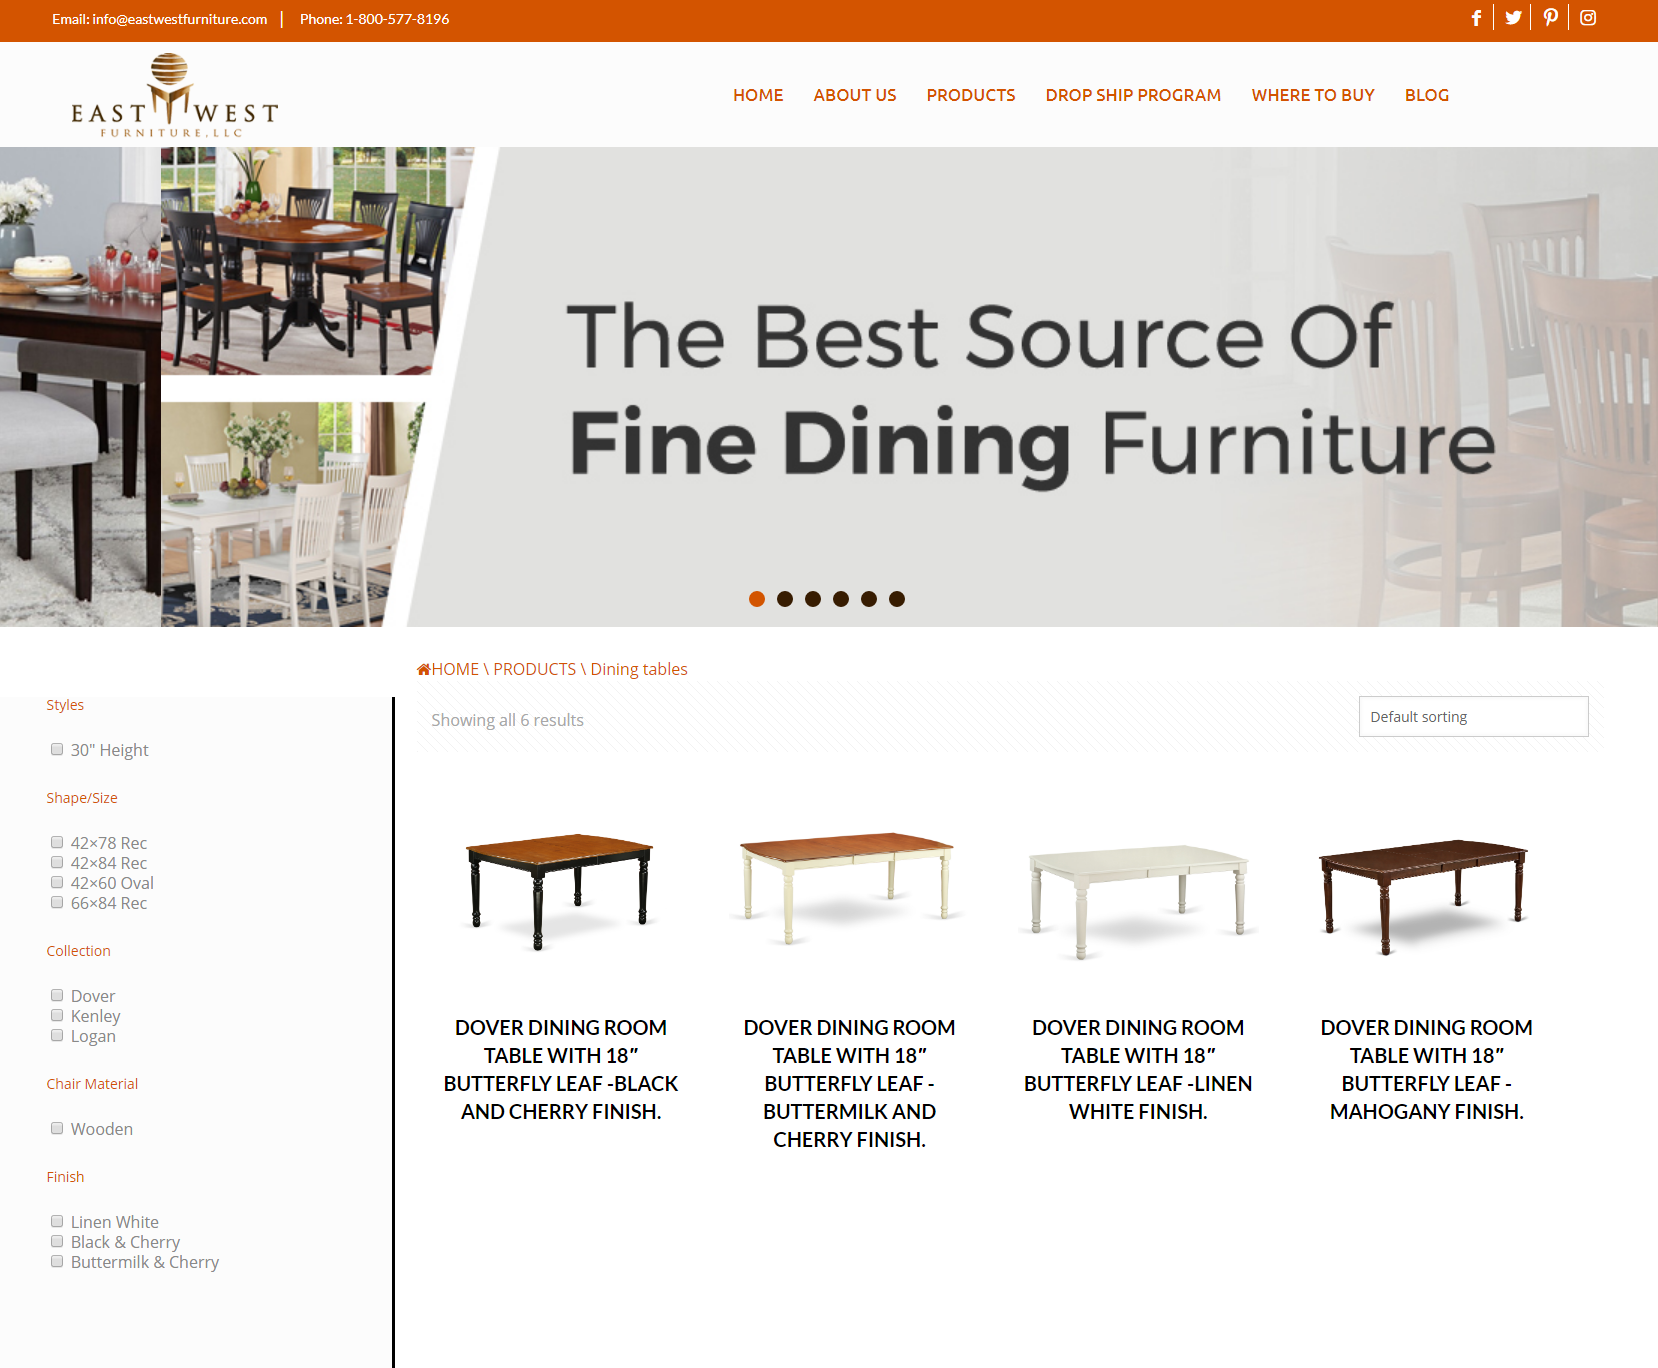 Email: info@eastwestfurniture.com | Phone: 1-800-577-8196
EAST WEST
FURNITURE, LLC
HOME ABOUT US PRODUCTS DROP SHIP PROGRAM WHERE TO BUY BLOG
The Best Source Of
Fine Dining Furniture
HOME \ PRODUCTS \ Dining tables
Showing all 6 results
Default sorting
Styles
30" Height
Shape/Size
42×78 Rec
42×84 Rec
42×60 Oval
66×84 Rec
Collection
Dover
Kenley
Logan
Chair Material
Wooden
Finish
Linen White
Black & Cherry
Buttermilk & Cherry
DOVER DINING ROOM
TABLE WITH 18″
BUTTERFLY LEAF -BLACK
AND CHERRY FINISH.
DOVER DINING ROOM
TABLE WITH 18″
BUTTERFLY LEAF -
BUTTERMILK AND
CHERRY FINISH.
DOVER DINING ROOM
TABLE WITH 18″
BUTTERFLY LEAF -LINEN
WHITE FINISH.
DOVER DINING ROOM
TABLE WITH 18″
BUTTERFLY LEAF -
MAHOGANY FINISH.